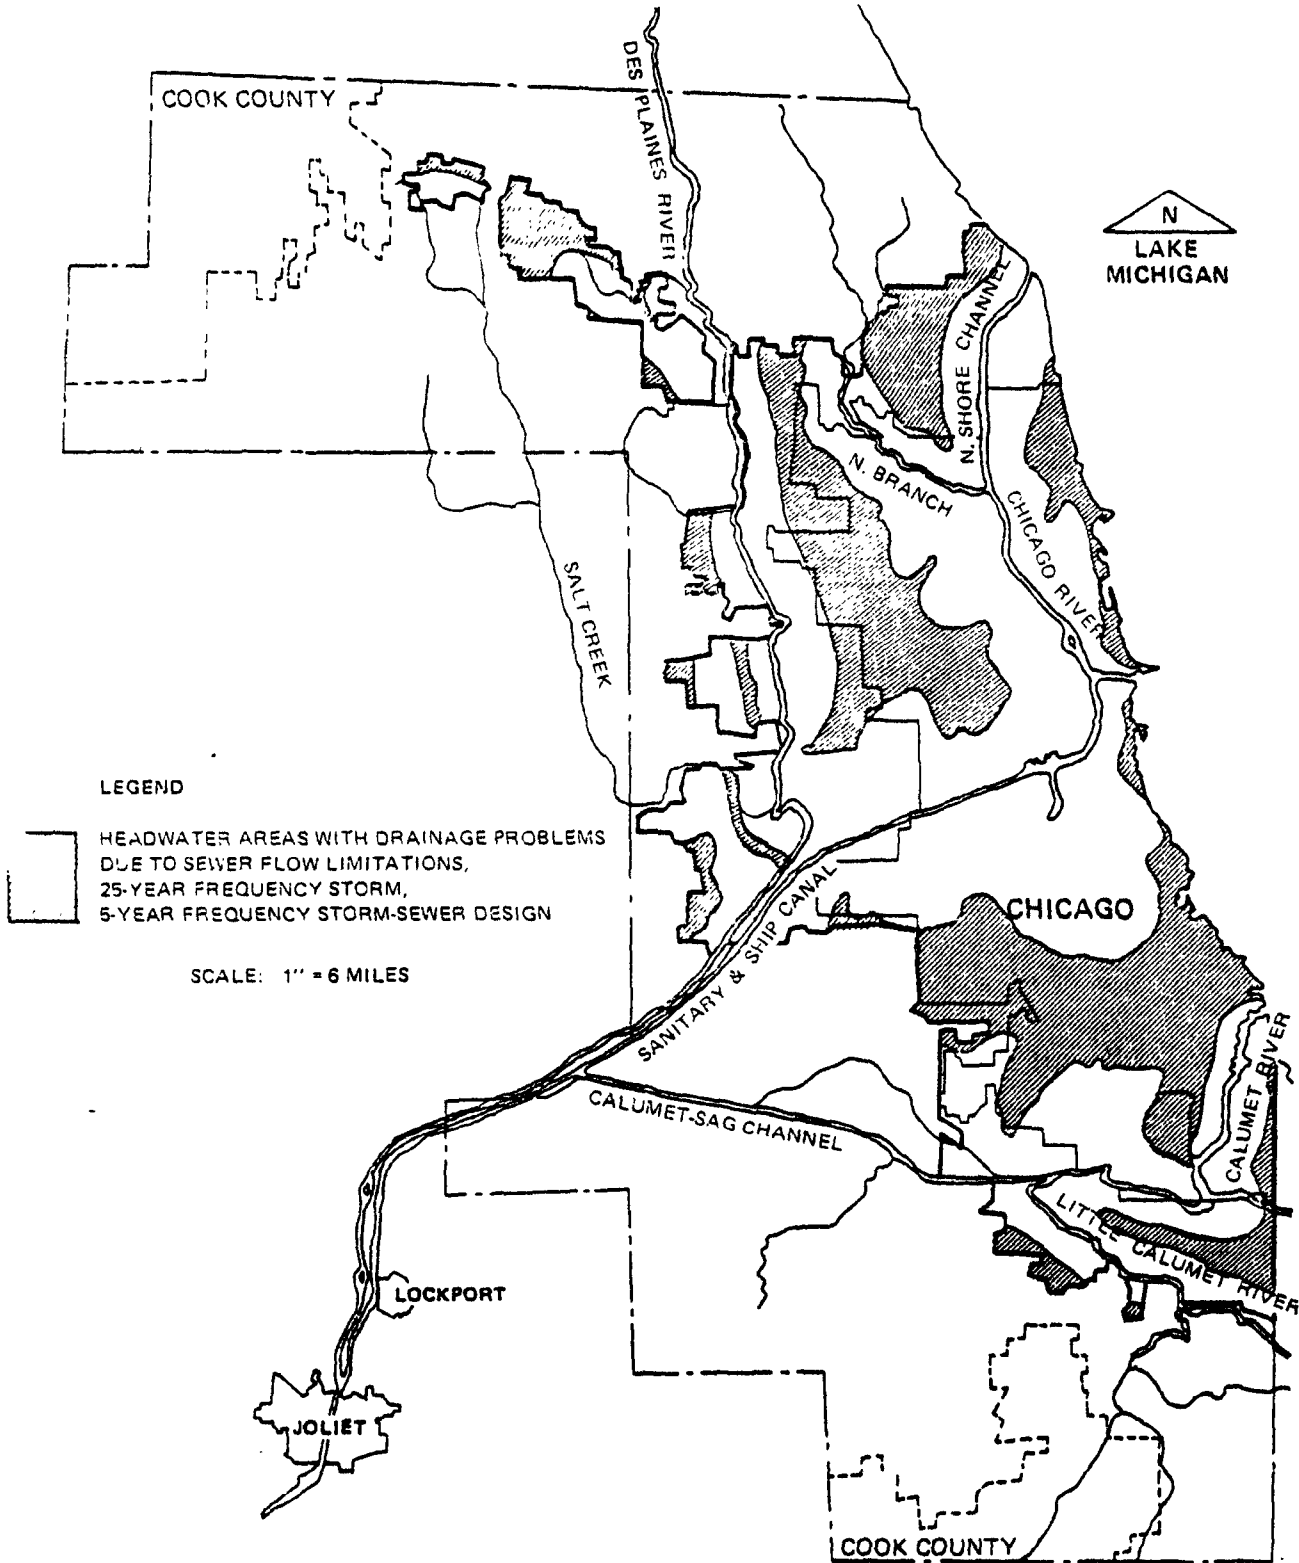 DES PLAINES RIVER
COOK COUNTY
N
LAKE
MICHIGAN
N. SHORE CHANNEL
N. BRANCH
CHICAGO RIVER
SALT CREEK
LEGEND
HEADWATER AREAS WITH DRAINAGE PROBLEMS
DUE TO SEWER FLOW LIMITATIONS,
25-YEAR FREQUENCY STORM,
5-YEAR FREQUENCY STORM-SEWER DESIGN
SCALE: 1" = 6 MILES
CHICAGO
SANITARY & SHIP CANAL
CALUMET RIVER
CALUMET-SAG CHANNEL
LITTLE CALUMET RIVER
LOCKPORT
JOLIET
COOK COUNTY